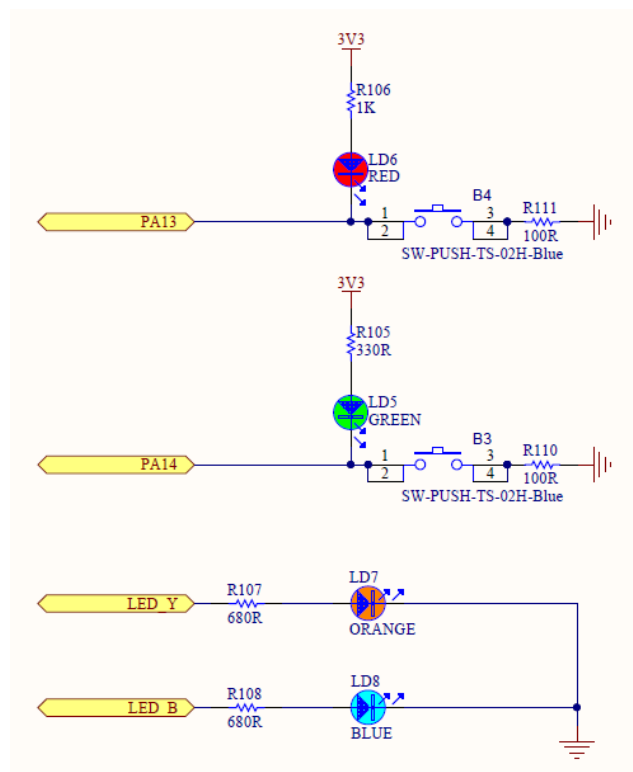 3V3
R106
1K
LD6
RED
PA13
1
2
B4
3
4
R111
100R
SW-PUSH-TS-02H-Blue
3V3
R105
330R
LD5
GREEN
PA14
1
2
B3
3
4
R110
100R
SW-PUSH-TS-02H-Blue
LED_Y
R107
680R
LD7
ORANGE
LED_B
R108
680R
LD8
BLUE